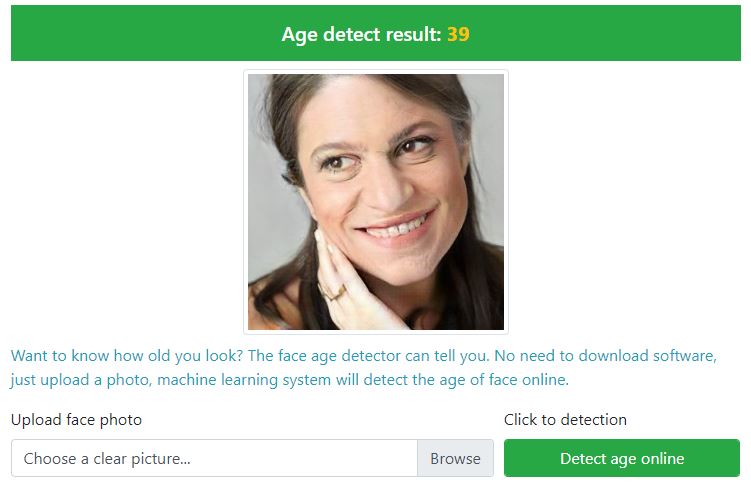 Age detect result: 39
Want to know how old you look? The face age detector can tell you. No need to download software,
just upload a photo, machine learning system will detect the age of face online.
Upload face photo
Click to detection
Choose a clear picture...
Browse
Detect age online